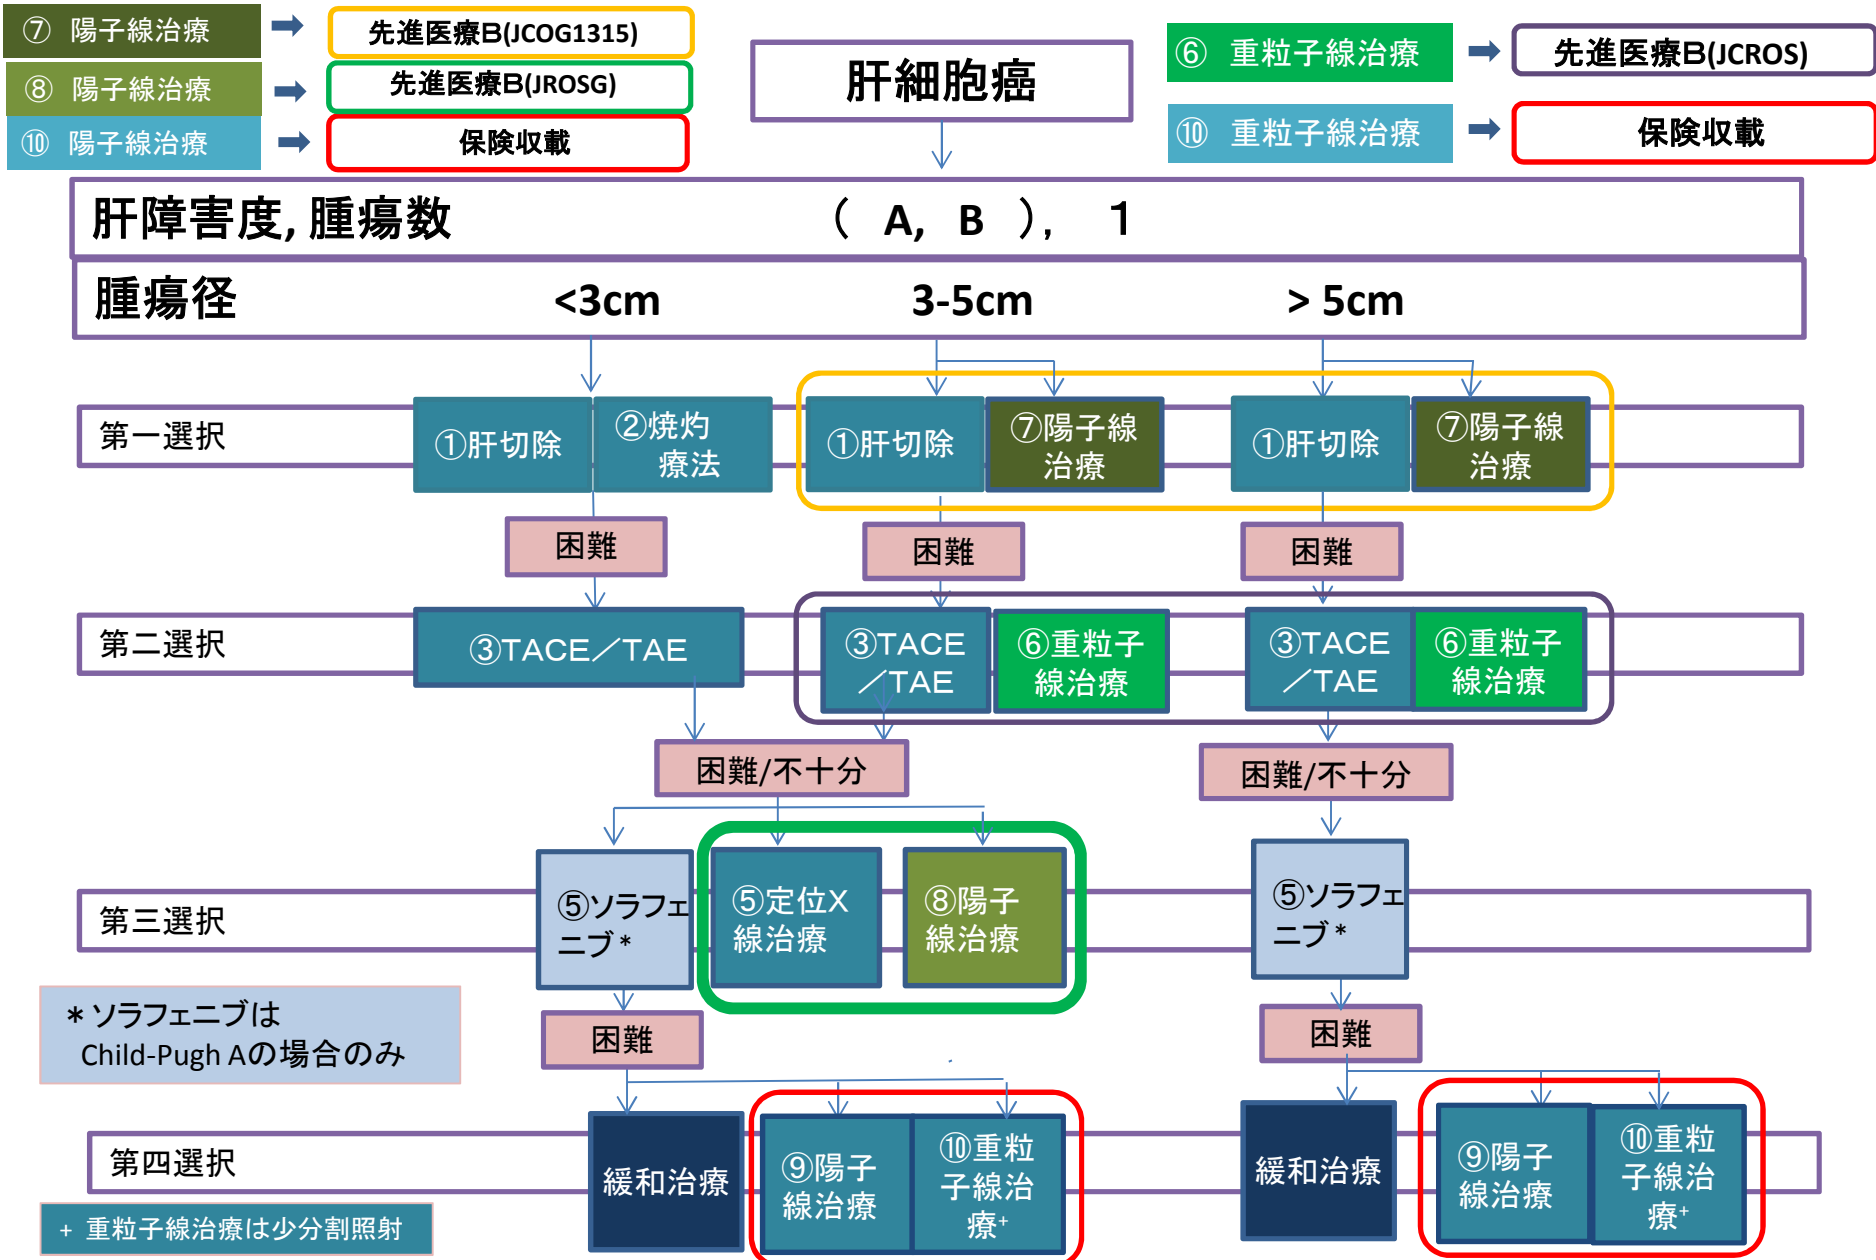 ⑦ 陽子線治療
先進医療B(JCOG1315)
⑧ 陽子線治療
先進医療B(JROSG)
⑩ 陽子線治療
保険収載
肝細胞癌
⑥ 重粒子線治療
先進医療B(JCROS)
⑩ 重粒子線治療
保険収載
肝障害度, 腫瘍数 ( A, B ), 1
腫瘍径 <3cm 3-5cm > 5cm
第一選択
①肝切除
②焼灼
療法
①肝切除
⑦陽子線
治療
①肝切除
⑦陽子線
治療
困難
困難
困難
第二選択
③TACE/TAE
③TACE
/TAE
⑥重粒子
線治療
③TACE
/TAE
⑥重粒子
線治療
困難/不十分
困難/不十分
第三選択
⑤ソラフェ
ニブ*
⑤定位X
線治療
⑧陽子
線治療
⑤ソラフェ
ニブ*
* ソラフェニブは
Child-Pugh Aの場合のみ
困難
困難
第四選択
緩和治療
⑨陽子
線治療
⑩重粒
子線治
療+
緩和治療
⑨陽子
線治療
⑩重粒
子線治
療+
+ 重粒子線治療は少分割照射